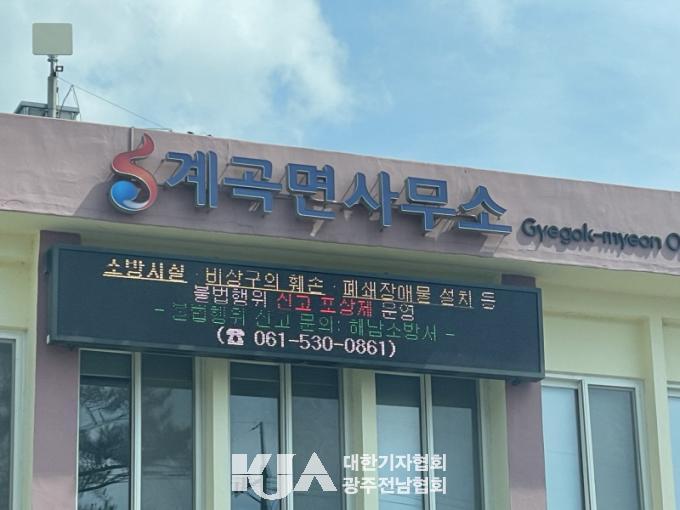 계곡면사무소
Gyegok-myeon O
소방시설 · 비상구의 훼손 · 폐쇄장애물 설치 등
불법행위 신고 포상제 운영
- 불법행위 신고 문의: 해남소방서 -
(☎ 061-530-0861)
KJA 대한기자협회
광주전남협회